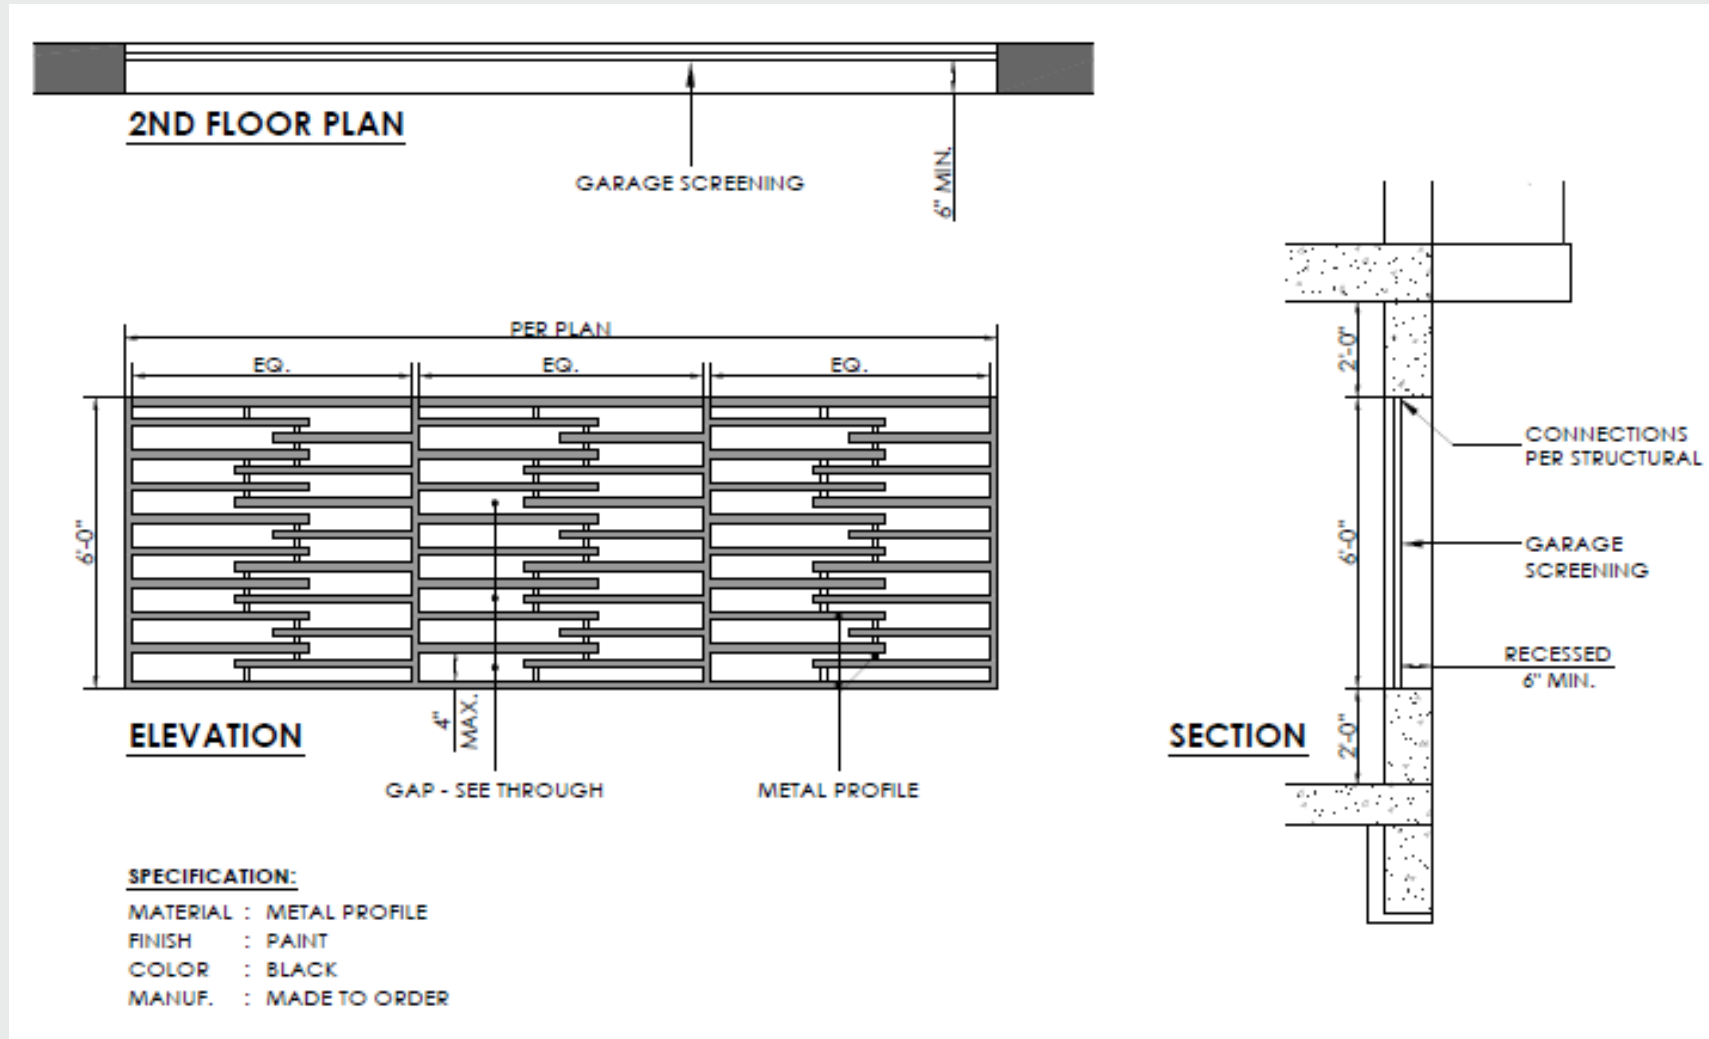 2ND FLOOR PLAN
GARAGE SCREENING
6" MIN.
PER PLAN
EQ.
EQ.
EQ.
6'-0"
4"
MAX.
ELEVATION
GAP - SEE THROUGH
METAL PROFILE
2'-0"
CONNECTIONS
PER STRUCTURAL
6'-0"
GARAGE
SCREENING
RECESSED
6" MIN.
SECTION
2'-0"
SPECIFICATION:
MATERIAL : METAL PROFILE
FINISH : PAINT
COLOR : BLACK
MANUF. : MADE TO ORDER